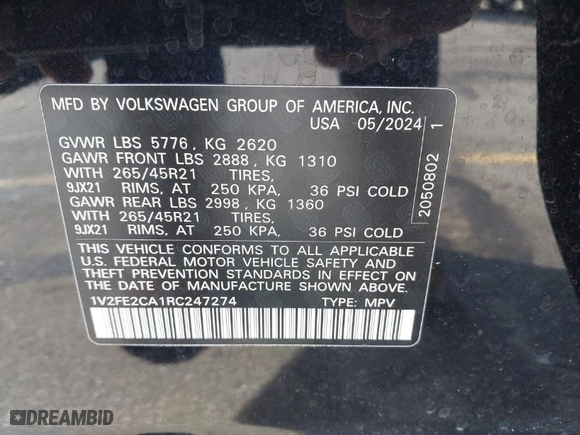 MFD BY VOLKSWAGEN GROUP OF AMERICA, INC.
USA 05/2024
GVWR LBS 5776, KG 2620
GAWR FRONT LBS 2888, KG 1310
WITH 265/45R21 TIRES,
9JX21 RIMS, AT 250 KPA, 36 PSI COLD
GAWR REAR LBS 2998, KG 1360
WITH 265/45R21 TIRES,
9JX21 RIMS, AT 250 KPA, 36 PSI COLD
THIS VEHICLE CONFORMS TO ALL APPLICABLE
U.S. FEDERAL MOTOR VEHICLE SAFETY AND
THEFT PREVENTION STANDARDS IN EFFECT ON
THE DATE OF MANUFACTURE SHOWN ABOVE.
1V2FE2CA1RC247274 TYPE: MPV
2050802 1
DREAMBID